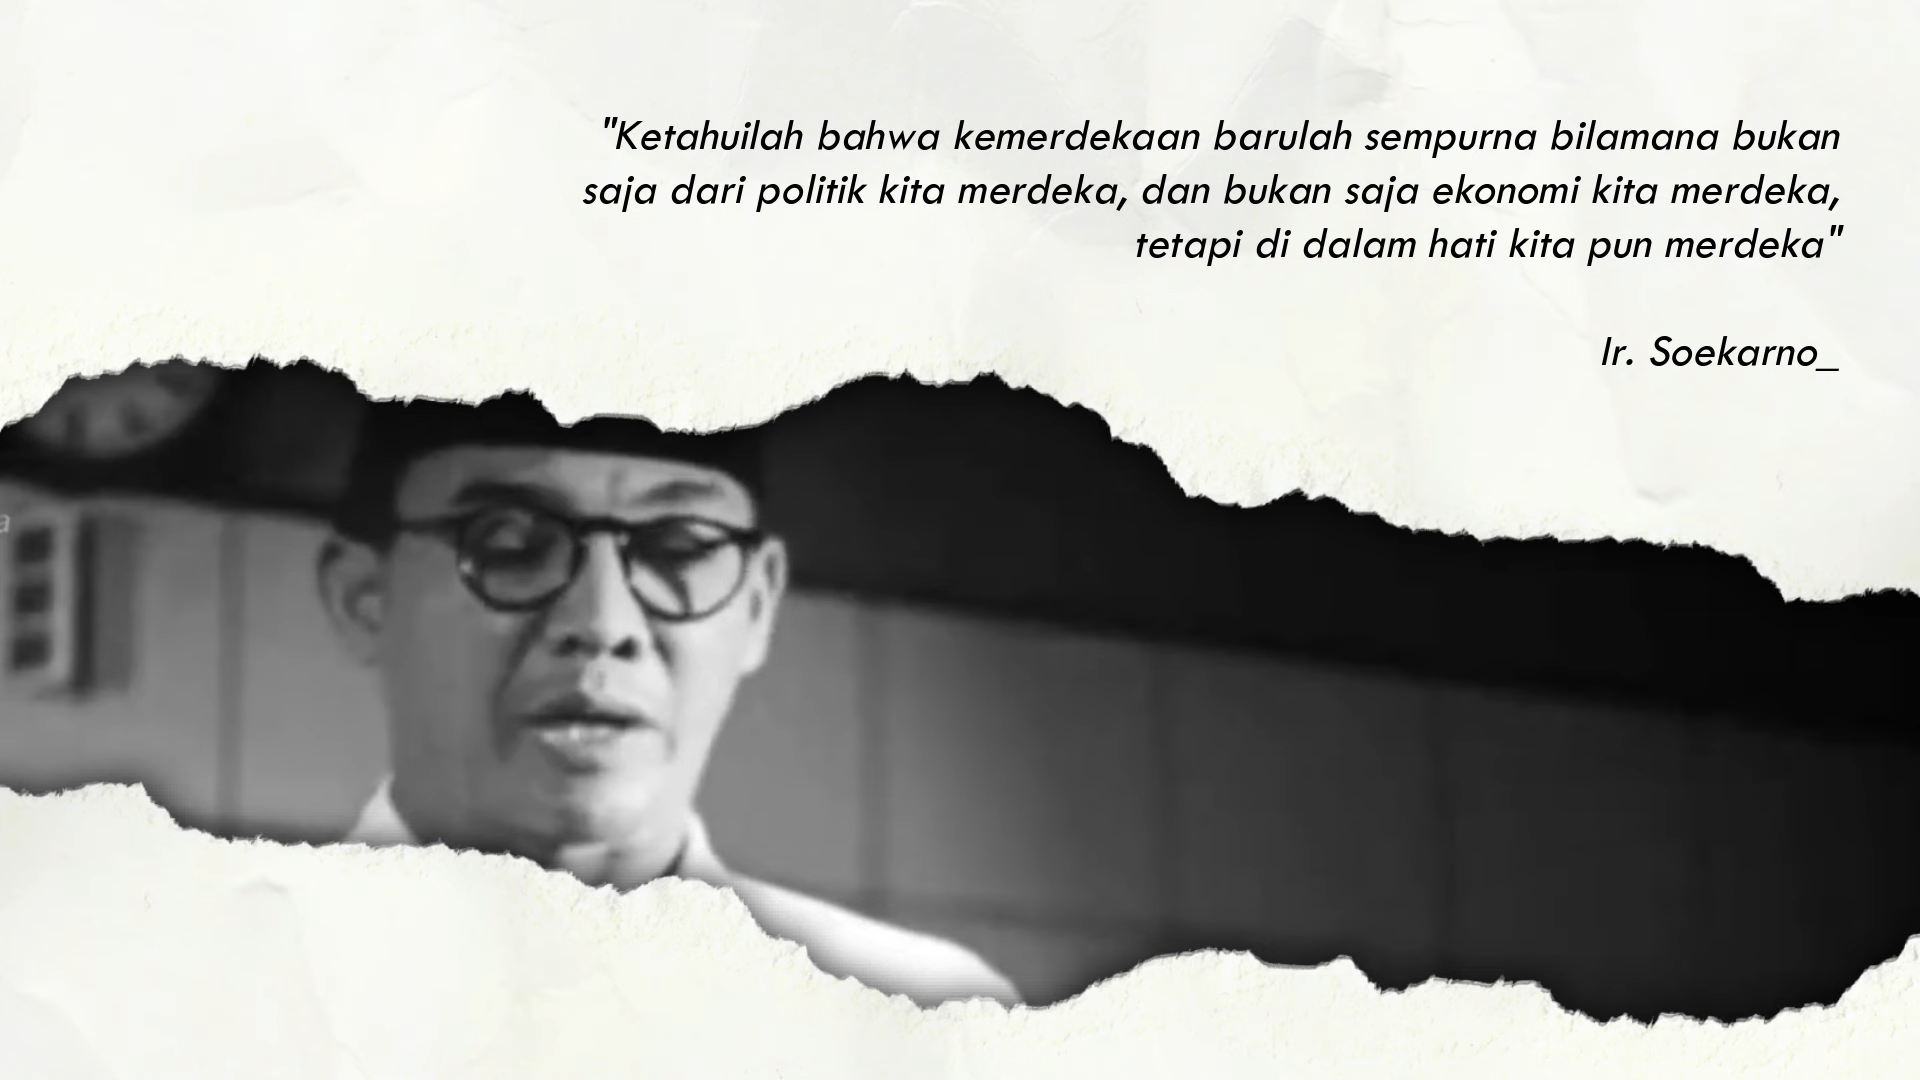 "Ketahuilah bahwa kemerdekaan barulah sempurna bilamana bukan
saja dari politik kita merdeka, dan bukan saja ekonomi kita merdeka,
tetapi di dalam hati kita pun merdeka"
Ir. Soekarno_
a